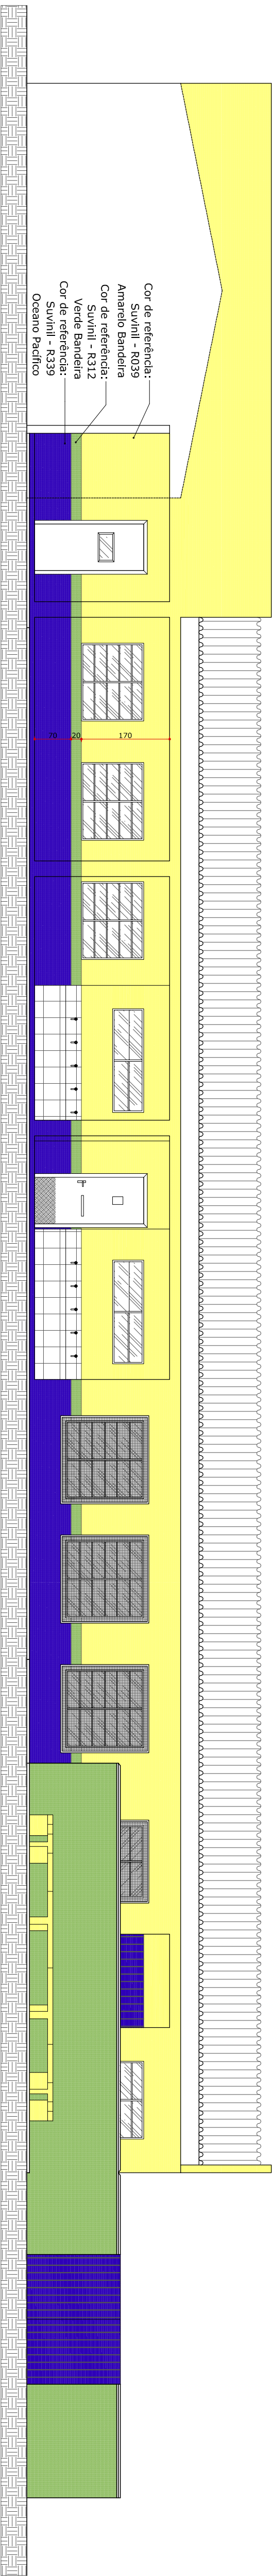 Cor de referência:
Suvinil - R039
Amarelo Bandeira
Cor de referência:
Suvinil - R312
Verde Bandeira
Cor de referência:
Suvinil - R339
Oceano Pacífico
170
20
70